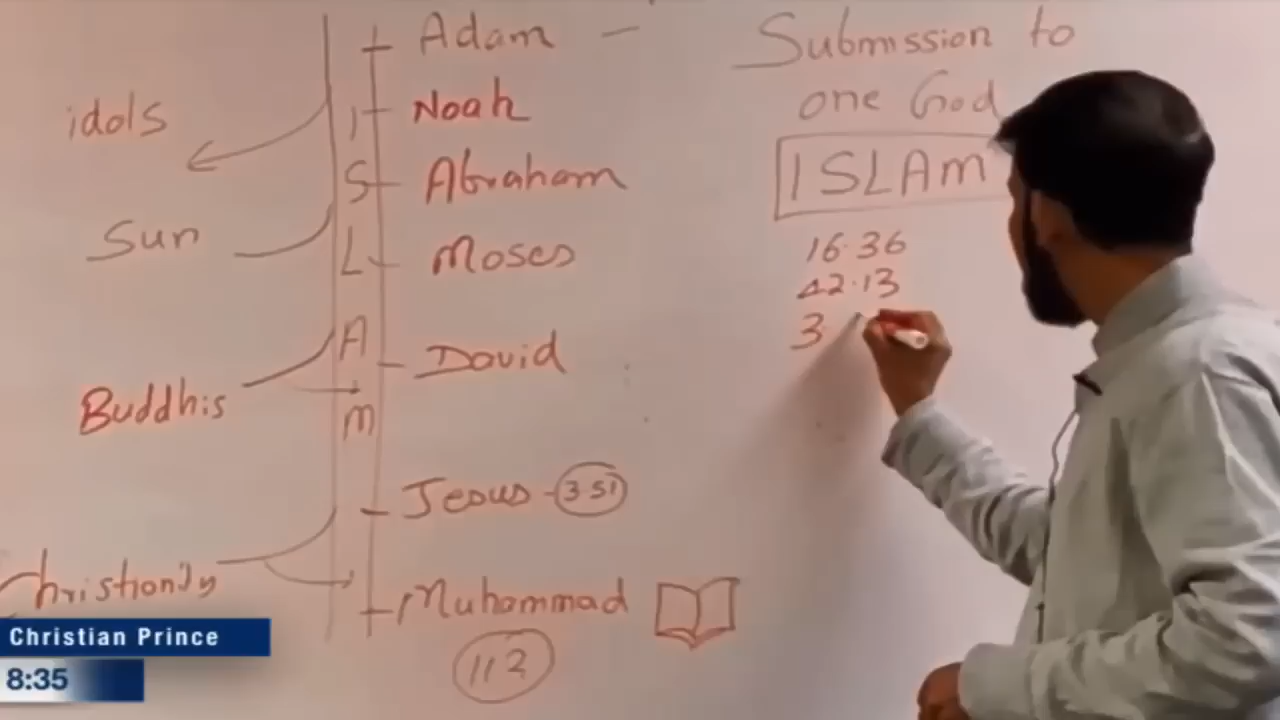 Adam -
Noah
Abraham
Moses
David
Jesus - 3.51
Muhammad
112
I
S
L
A
M
idols
Sun
Buddhis
Christianity
Submission to
one God
ISLAM
16.36
42.13
3.
Christian Prince
8:35